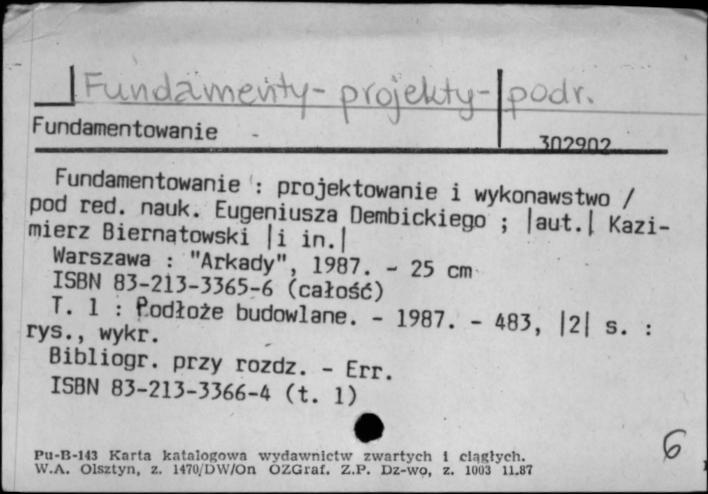 Fundamenty- projekty- podr.
Fundamentowanie
302902
Fundamentowanie : projektowanie i wykonawstwo /
pod red. nauk. Eugeniusza Dembickiego ; |aut.| Kazi-
mierz Biernatowski |i in.|
Warszawa : "Arkady", 1987. - 25 cm
ISBN 83-213-3365-6 (całość)
T. 1 : Podłoże budowlane. - 1987. - 483, |2| s. :
rys., wykr.
Bibliogr. przy rozdz. - Err.
ISBN 83-213-3366-4 (t. 1)
6
Pu-B-143 Karta katalogowa wydawnictw zwartych i ciągłych.
W.A. Olsztyn, z. 1470/DW/On OZGraf. Z.P. Dz-wo, z. 1003 11.87